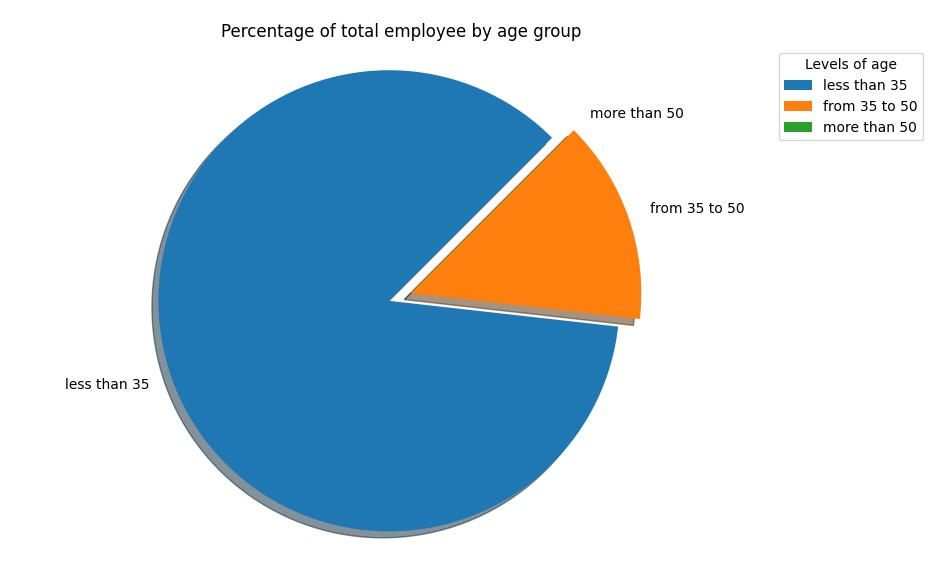 Percentage of total employee by age group
Levels of age
less than 35
from 35 to 50
more than 50
more than 50
from 35 to 50
less than 35